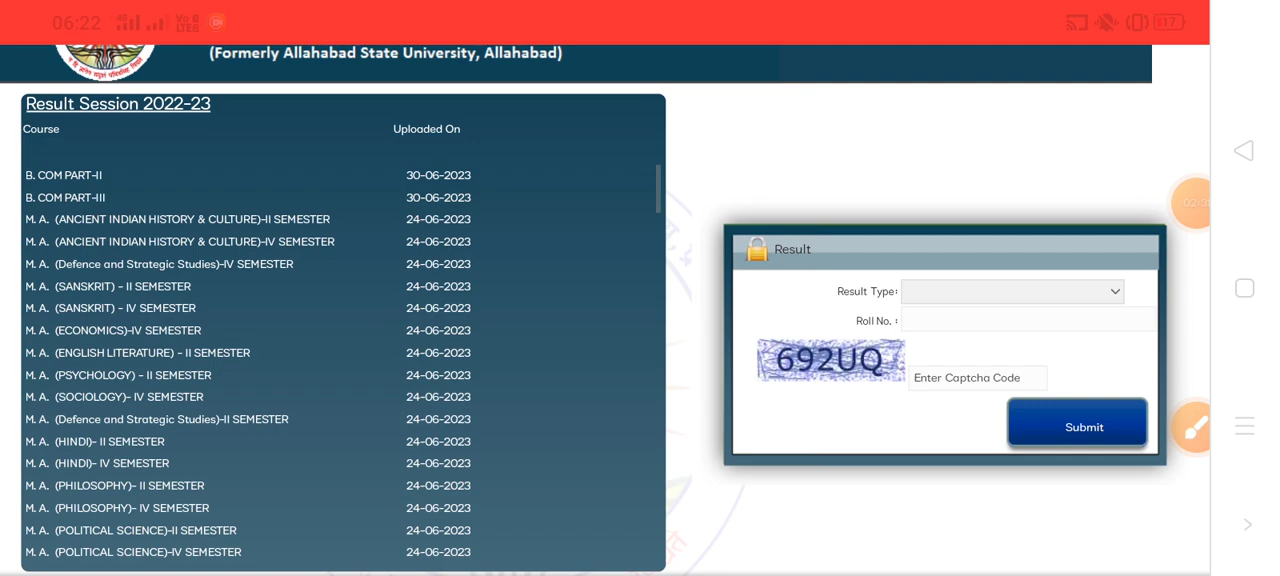 06:22
(Formerly Allahabad State University, Allahabad)
Result Session 2022-23
Course Uploaded On
B. COM PART-II 30-06-2023
B. COM PART-III 30-06-2023
M. A. (ANCIENT INDIAN HISTORY & CULTURE)-II SEMESTER 24-06-2023
M. A. (ANCIENT INDIAN HISTORY & CULTURE)-IV SEMESTER 24-06-2023
M. A. (Defence and Strategic Studies)-IV SEMESTER 24-06-2023
M. A. (SANSKRIT) - II SEMESTER 24-06-2023
M. A. (SANSKRIT) - IV SEMESTER 24-06-2023
M. A. (ECONOMICS)-IV SEMESTER 24-06-2023
M. A. (ENGLISH LITERATURE) - II SEMESTER 24-06-2023
M. A. (PSYCHOLOGY) - II SEMESTER 24-06-2023
M. A. (SOCIOLOGY)- IV SEMESTER 24-06-2023
M. A. (Defence and Strategic Studies)-II SEMESTER 24-06-2023
M. A. (HINDI)- II SEMESTER 24-06-2023
M. A. (HINDI)- IV SEMESTER 24-06-2023
M. A. (PHILOSOPHY)- II SEMESTER 24-06-2023
M. A. (PHILOSOPHY)- IV SEMESTER 24-06-2023
M. A. (POLITICAL SCIENCE)-II SEMESTER 24-06-2023
M. A. (POLITICAL SCIENCE)-IV SEMESTER 24-06-2023
Result
Result Type:
Roll No. :
692UQ
Enter Captcha Code
Submit